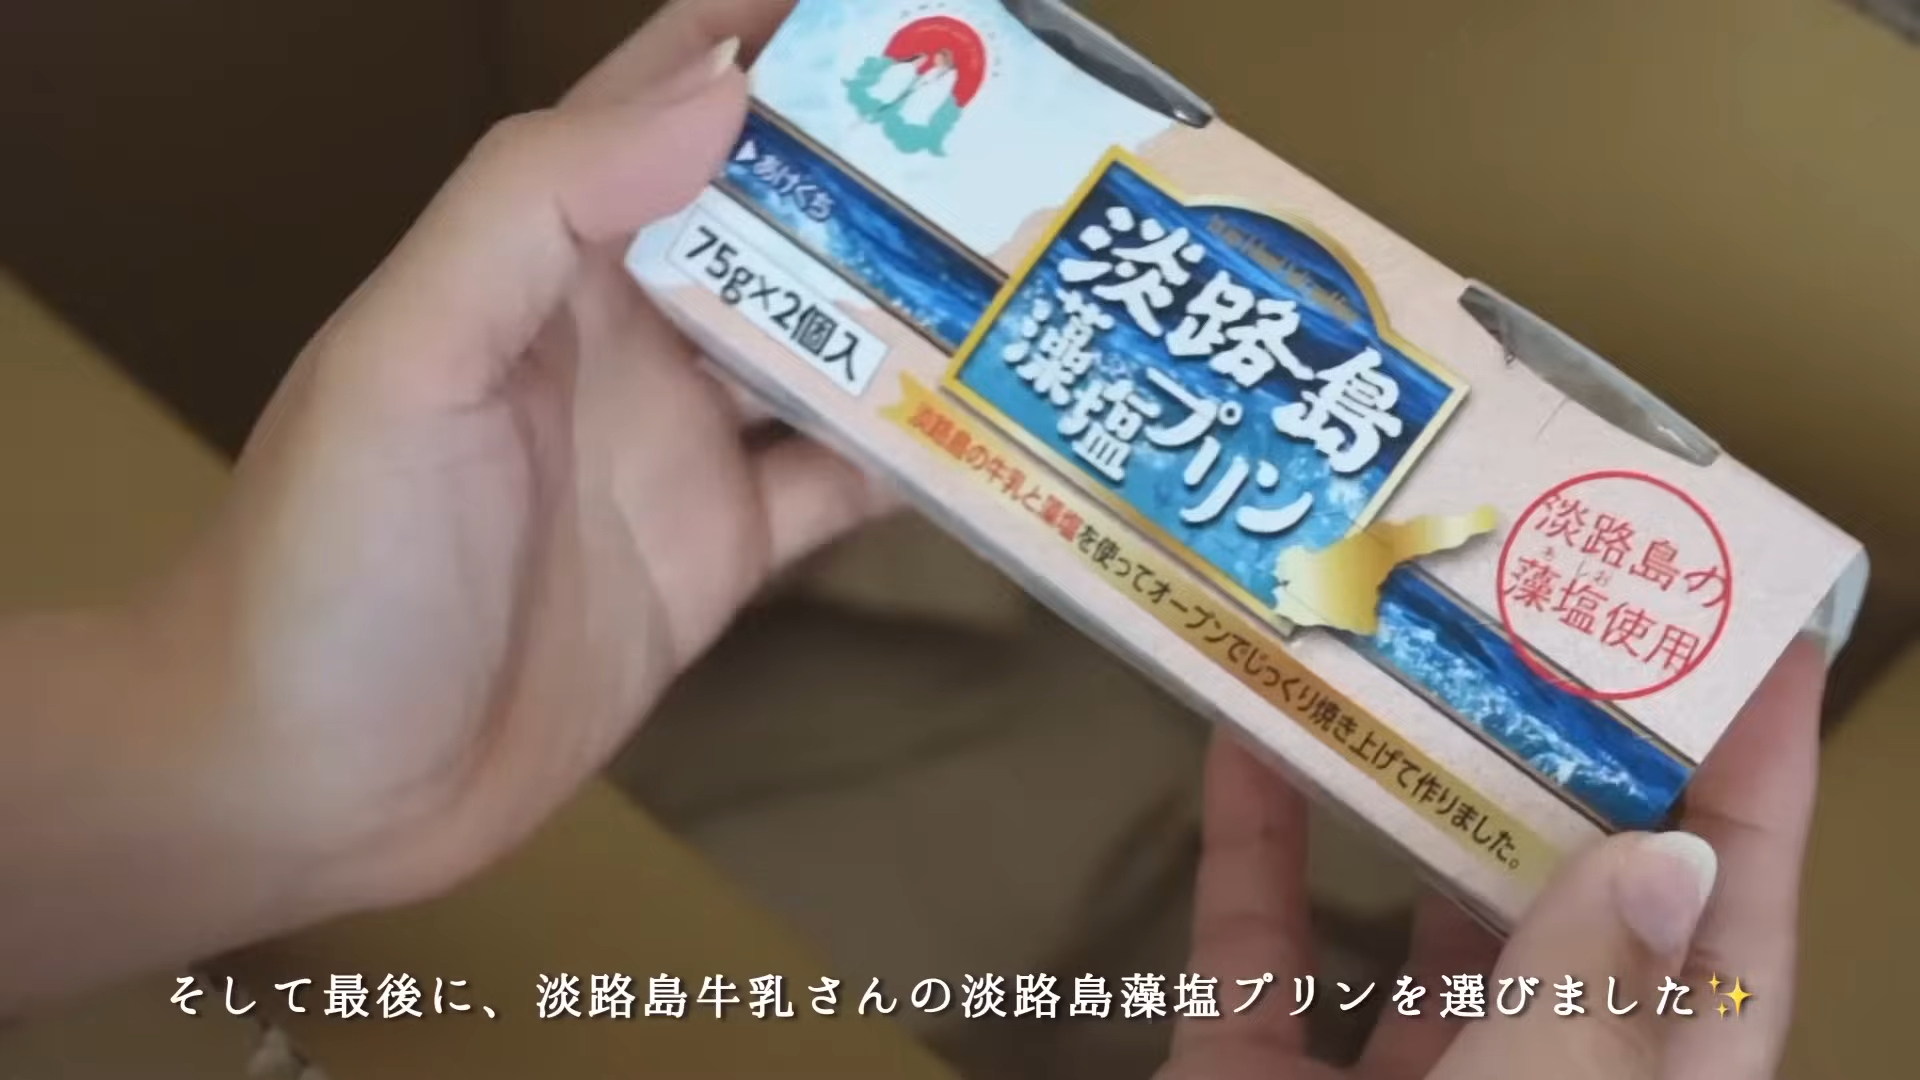 ▶あけくち
75g×2個入
淡路島
藻塩プリン
淡路島の牛乳と藻塩を使ってオーブンでじっくり焼き上げて作りました。
淡路島の
もしお
藻塩使用
そして最後に、淡路島牛乳さんの淡路島藻塩プリンを選びました✨